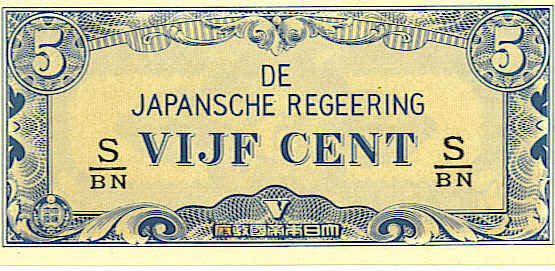 5 5
DE
JAPANSCHE REGEERING
VIJF CENT
S
BN
S
BN
V
大日本帝國政府